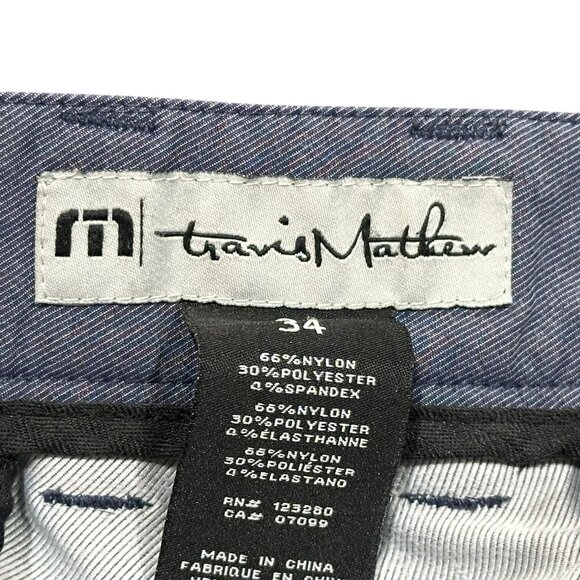 m | travisMathew
34
66%NYLON
30%POLYESTER
4%SPANDEX
66%NYLON
30%POLYESTER
4%ÉLASTHANNE
66%NYLON
30%POLIÉSTER
4%ELASTANO
RN# 123280
CA# 07099
MADE IN CHINA